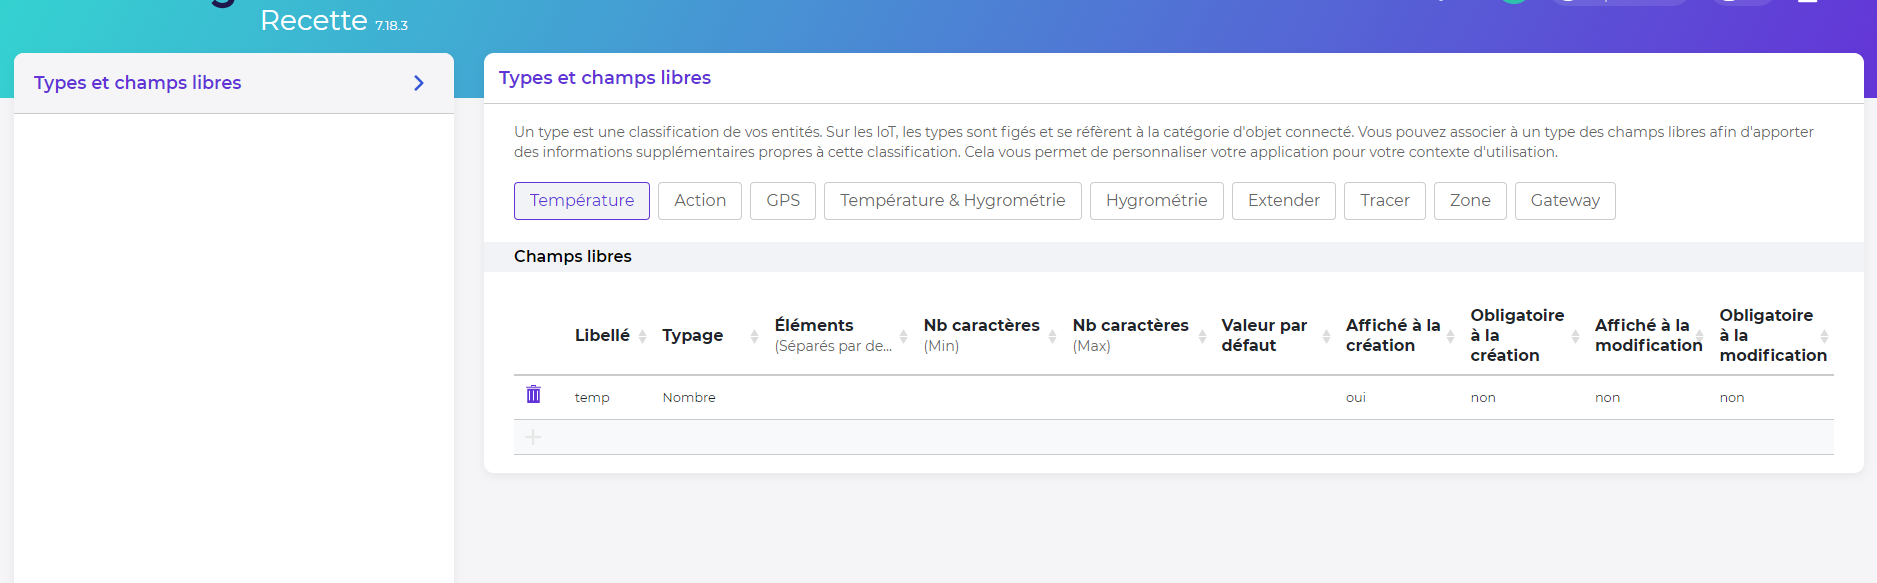 Recette 7.18.3
Types et champs libres
Types et champs libres
Un type est une classification de vos entités. Sur les IoT, les types sont figés et se réfèrent à la catégorie d'objet connecté. Vous pouvez associer à un type des champs libres afin d'apporter
des informations supplémentaires propres à cette classification. Cela vous permet de personnaliser votre application pour votre contexte d'utilisation.
Température Action GPS Température & Hygrométrie Hygrométrie Extender Tracer Zone Gateway
Champs libres
Libellé
Typage
Éléments
(Séparés par de...
Nb caractères
(Min)
Nb caractères
(Max)
Valeur par
défaut
Affiché à la
création
Obligatoire
à la
création
Affiché à la
modification
Obligatoire
à la
modification
temp Nombre oui non non non